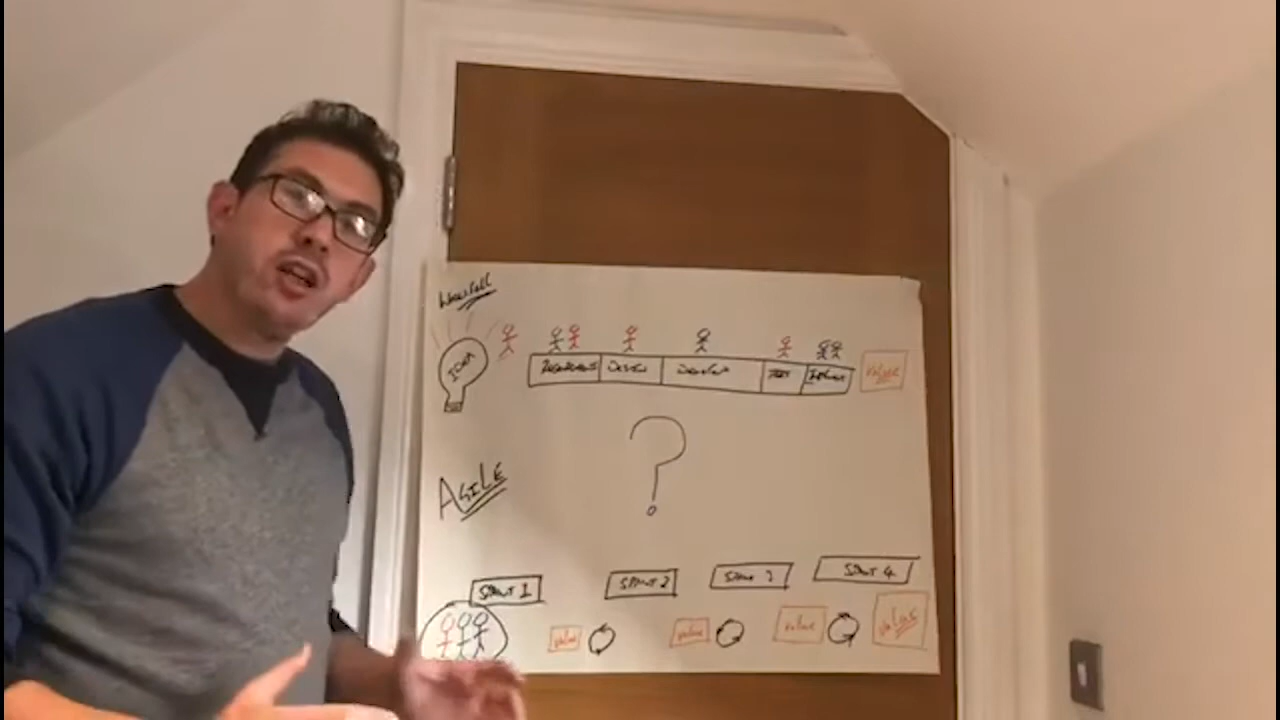 Waterfall
IDEA
REQUIREMENTS DESIGN DEVELOP TEST IMPLEMENT value
?
AGILE
SPRINT 1 SPRINT 2 SPRINT 3 SPRINT 4
value value value value